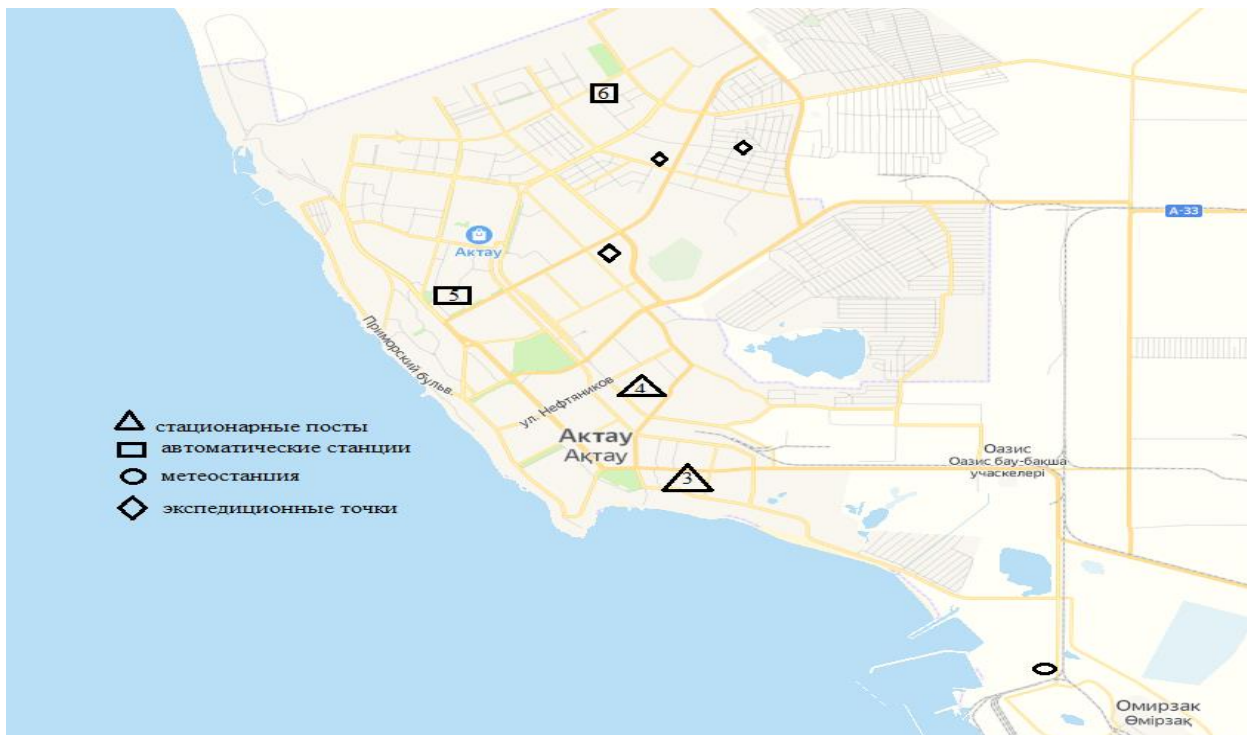 6
А-33
Актау
5
Приморский бульв.
ул. Нефтяников
4
Актау
Ақтау
3
Оазис
Оазис бау-бақша
учаскелері
стационарные посты
автоматические станции
метеостанция
экспедиционные точки
Омирзак
Өмірзақ